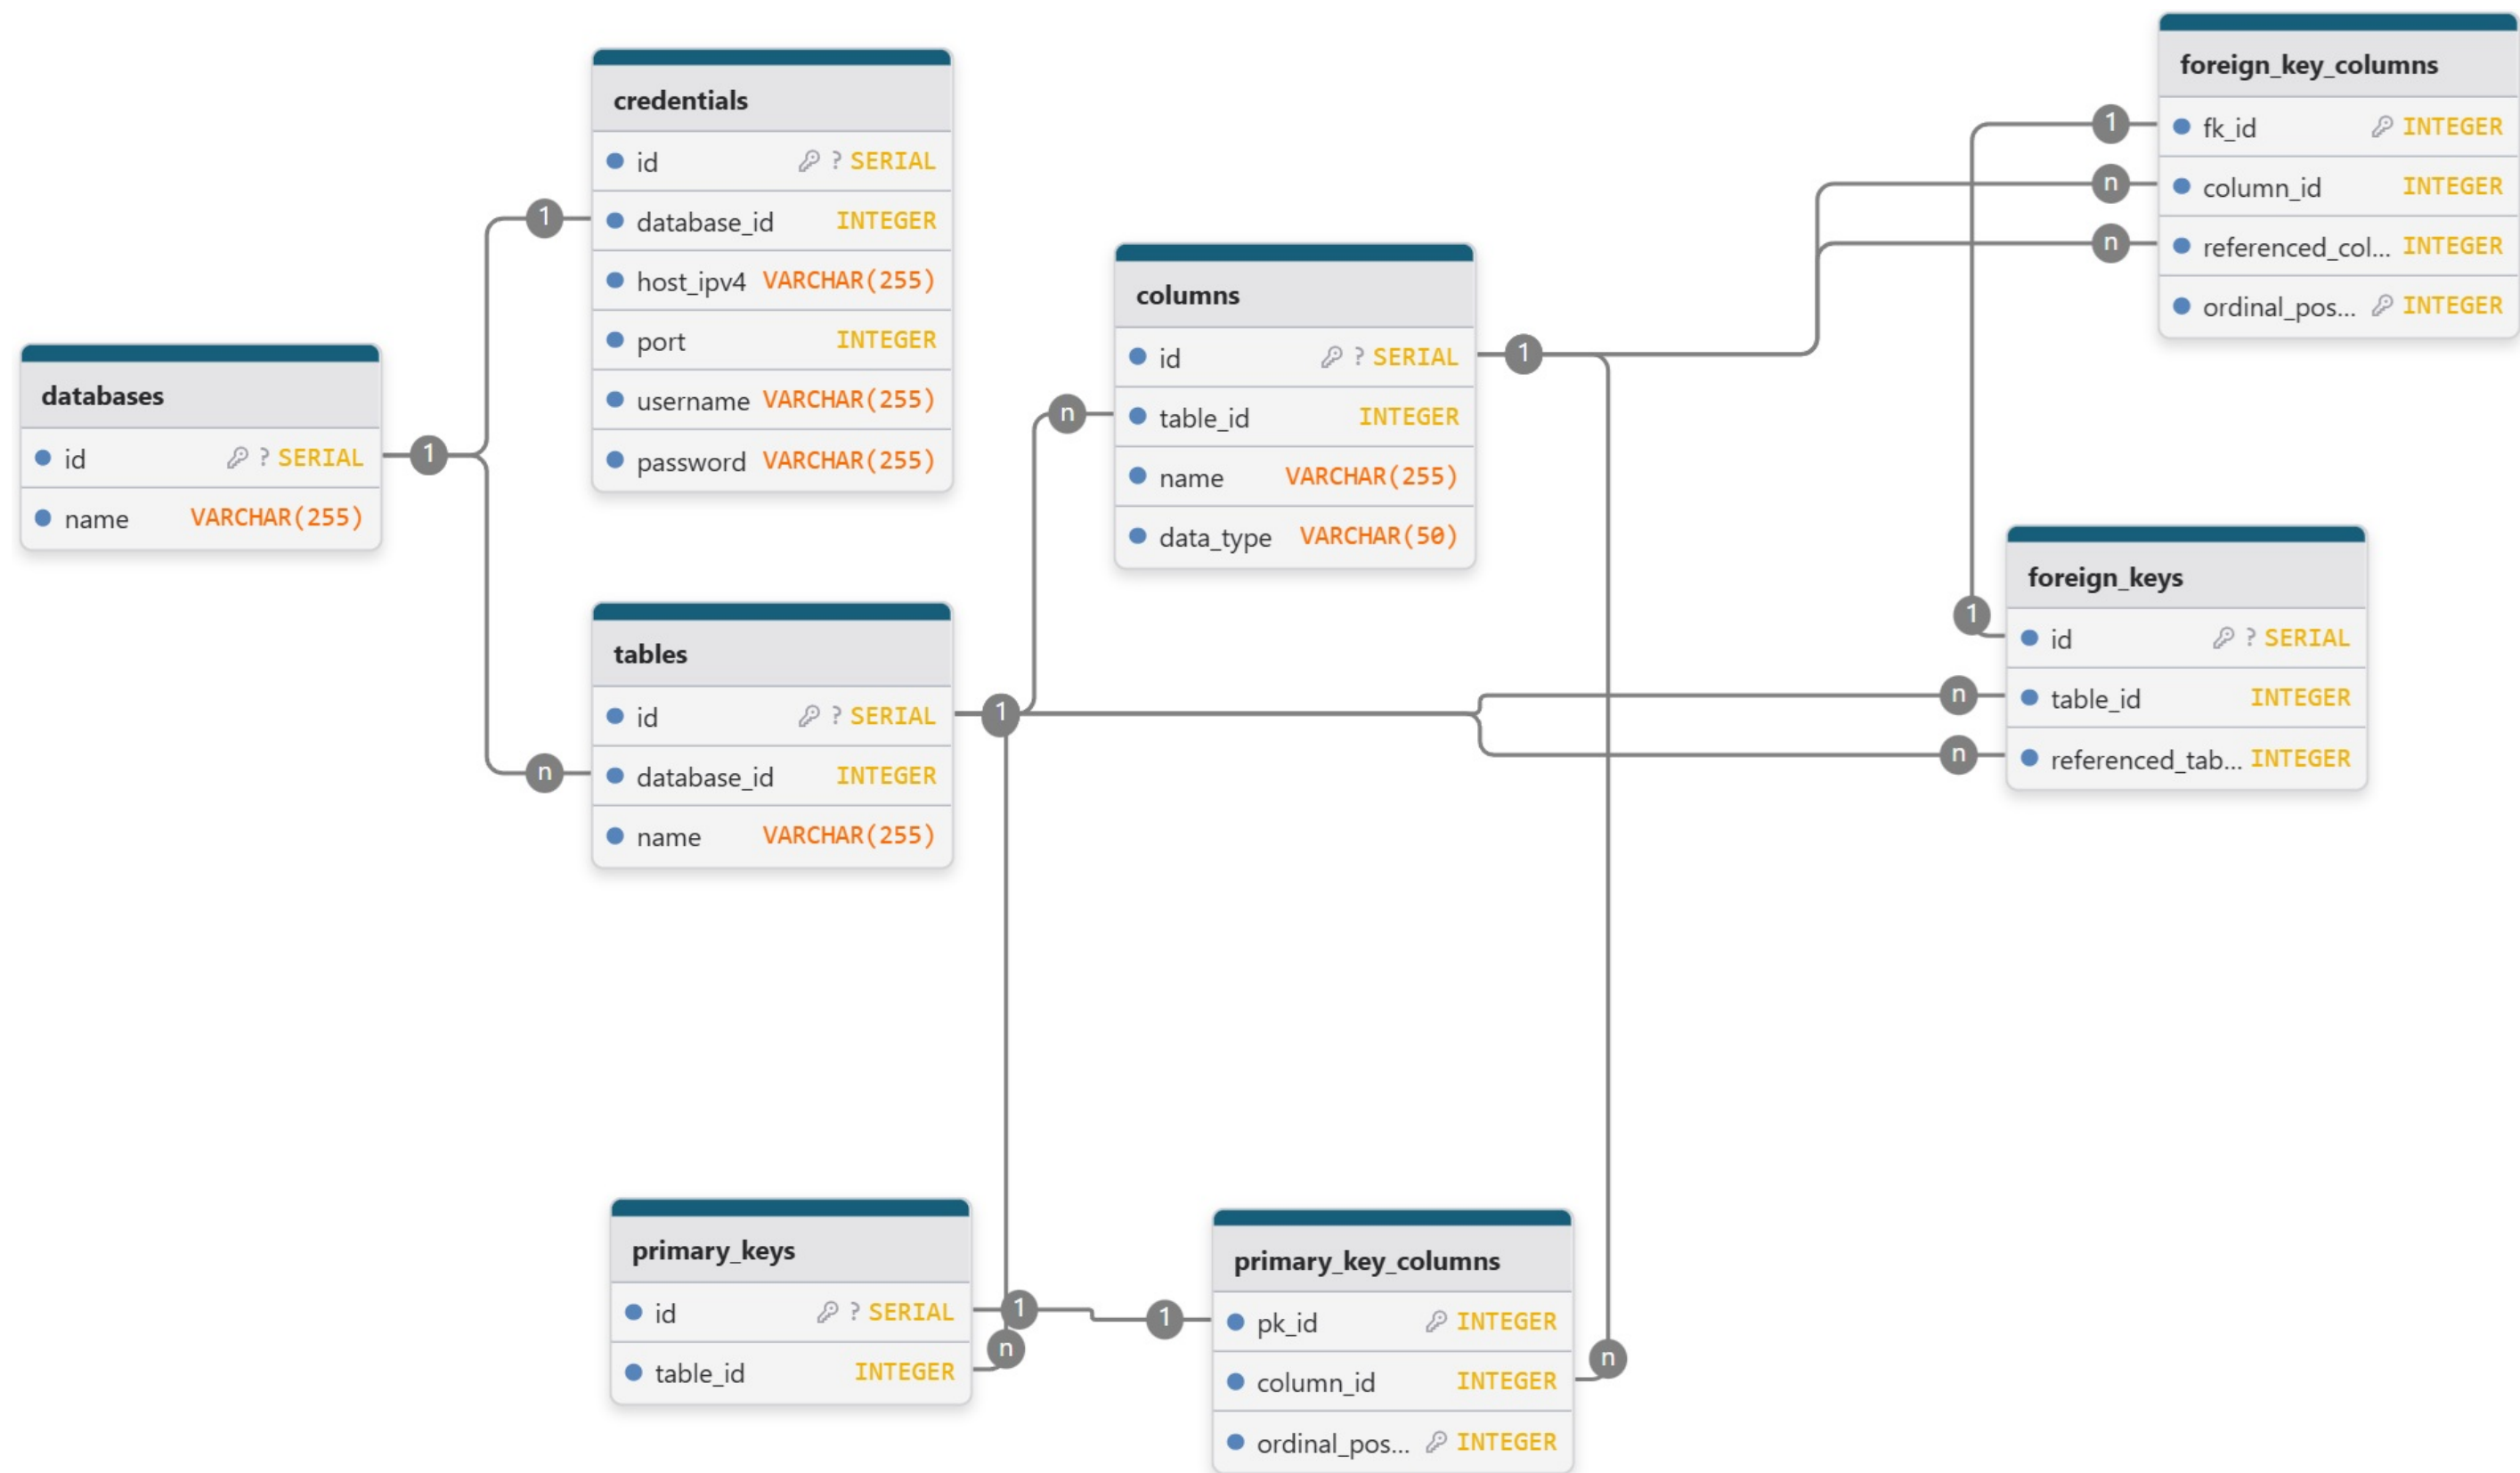 databases
id ? SERIAL
name VARCHAR(255)
1
1
n
credentials
id ? SERIAL
database_id INTEGER
host_ipv4 VARCHAR(255)
port INTEGER
username VARCHAR(255)
password VARCHAR(255)
tables
id ? SERIAL
database_id INTEGER
name VARCHAR(255)
1
n
columns
id ? SERIAL
table_id INTEGER
name VARCHAR(255)
data_type VARCHAR(50)
1
1
n
n
foreign_key_columns
fk_id INTEGER
column_id INTEGER
referenced_col... INTEGER
ordinal_pos... INTEGER
1
n
n
foreign_keys
id ? SERIAL
table_id INTEGER
referenced_tab... INTEGER
primary_keys
id ? SERIAL
table_id INTEGER
1
n
1
primary_key_columns
pk_id INTEGER
column_id INTEGER
ordinal_pos... INTEGER
n